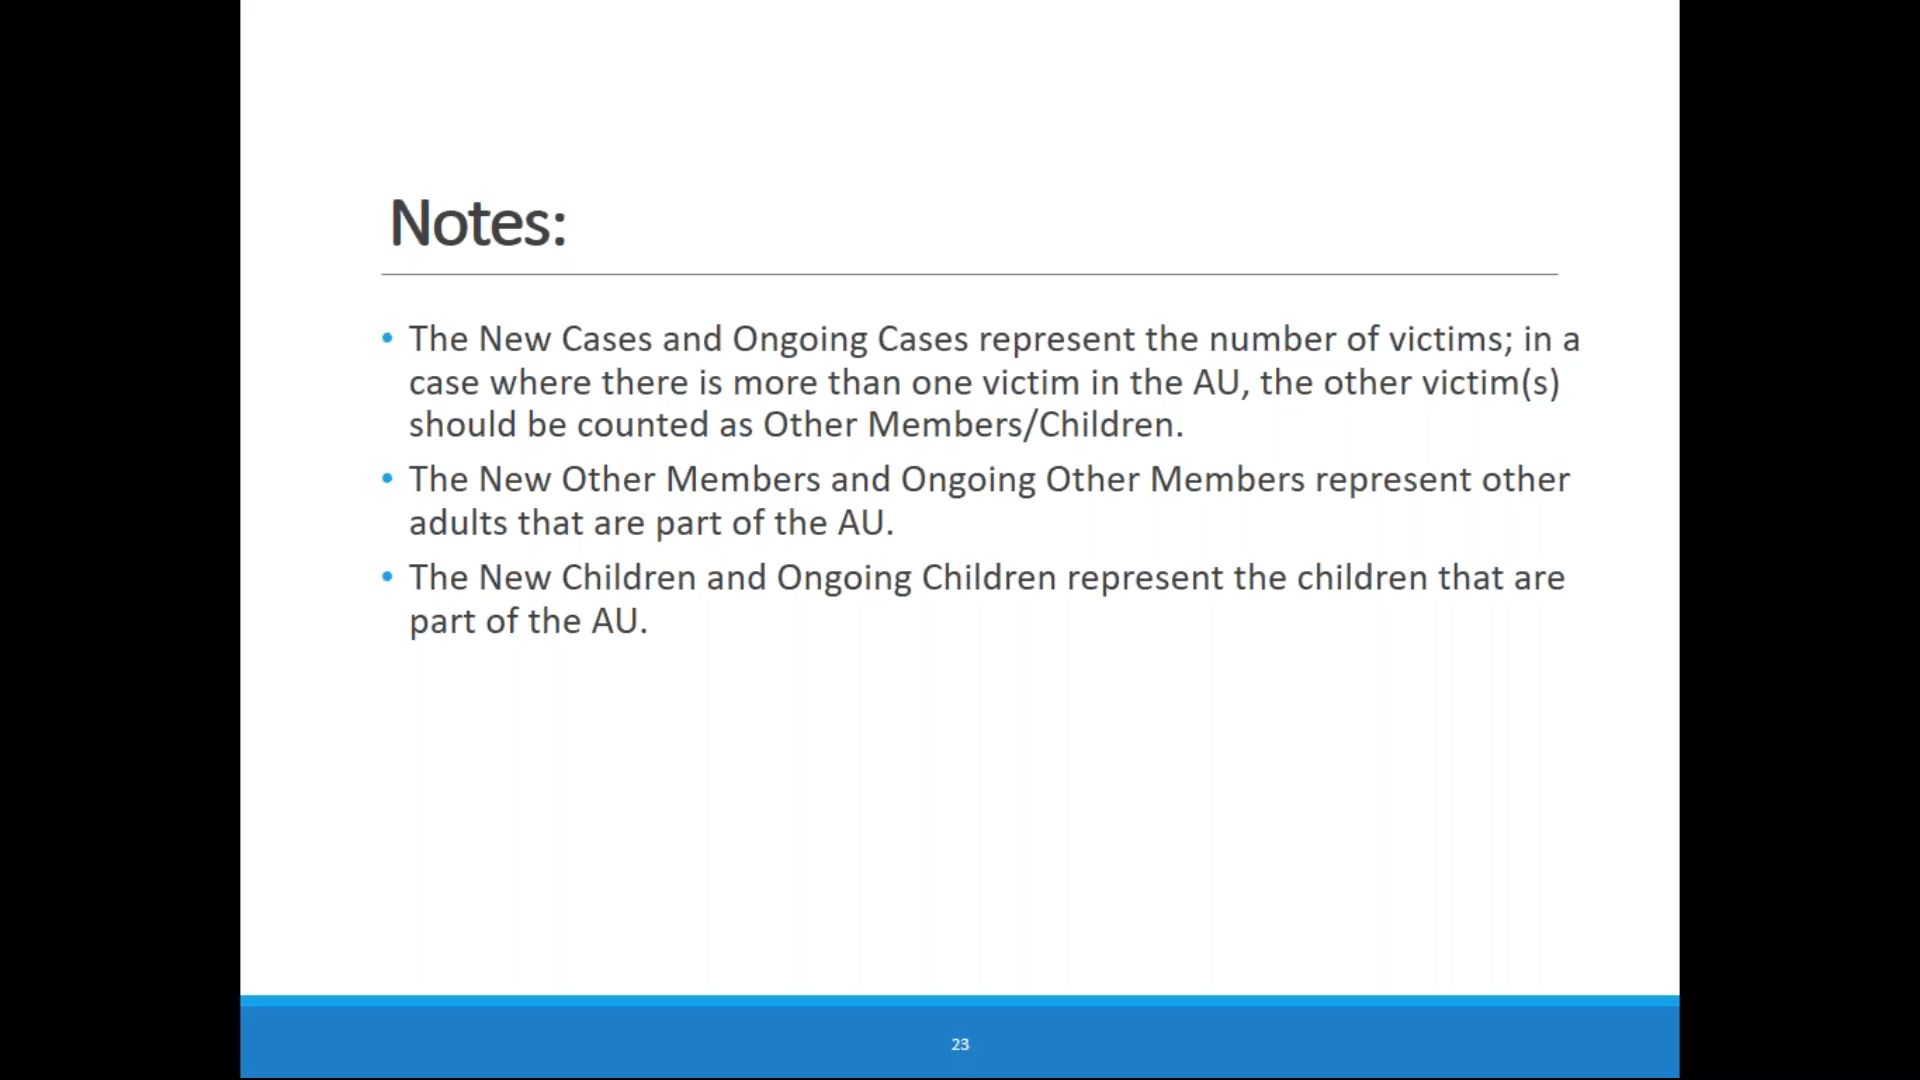 Notes:
• The New Cases and Ongoing Cases represent the number of victims; in a
case where there is more than one victim in the AU, the other victim(s)
should be counted as Other Members/Children.
• The New Other Members and Ongoing Other Members represent other
adults that are part of the AU.
• The New Children and Ongoing Children represent the children that are
part of the AU.
23